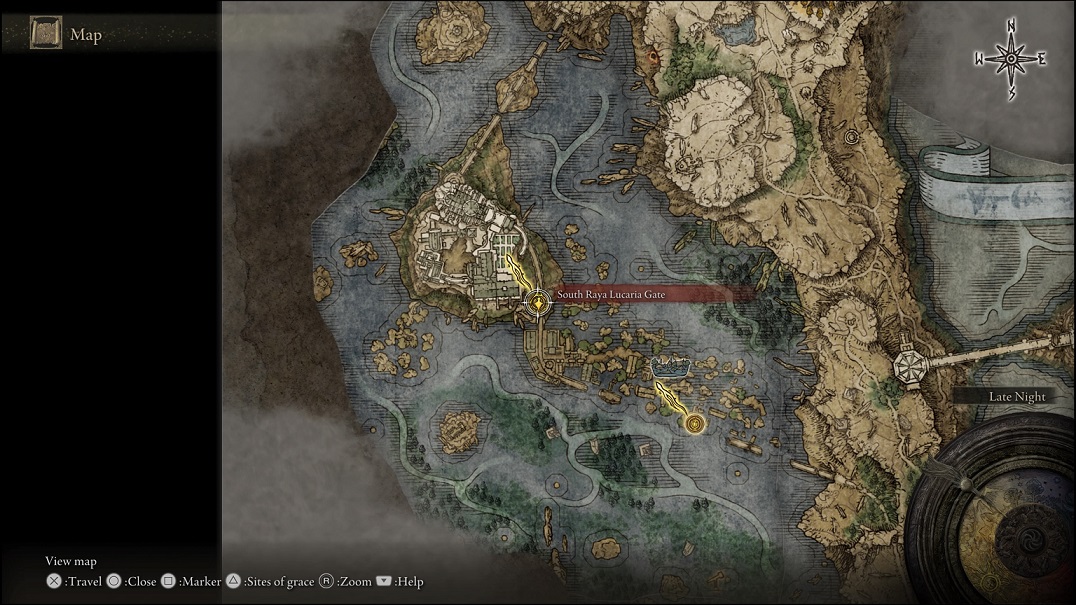 Map
N
W E
S
South Raya Lucaria Gate
Late Night
View map
:Travel :Close :Marker :Sites of grace R :Zoom :Help